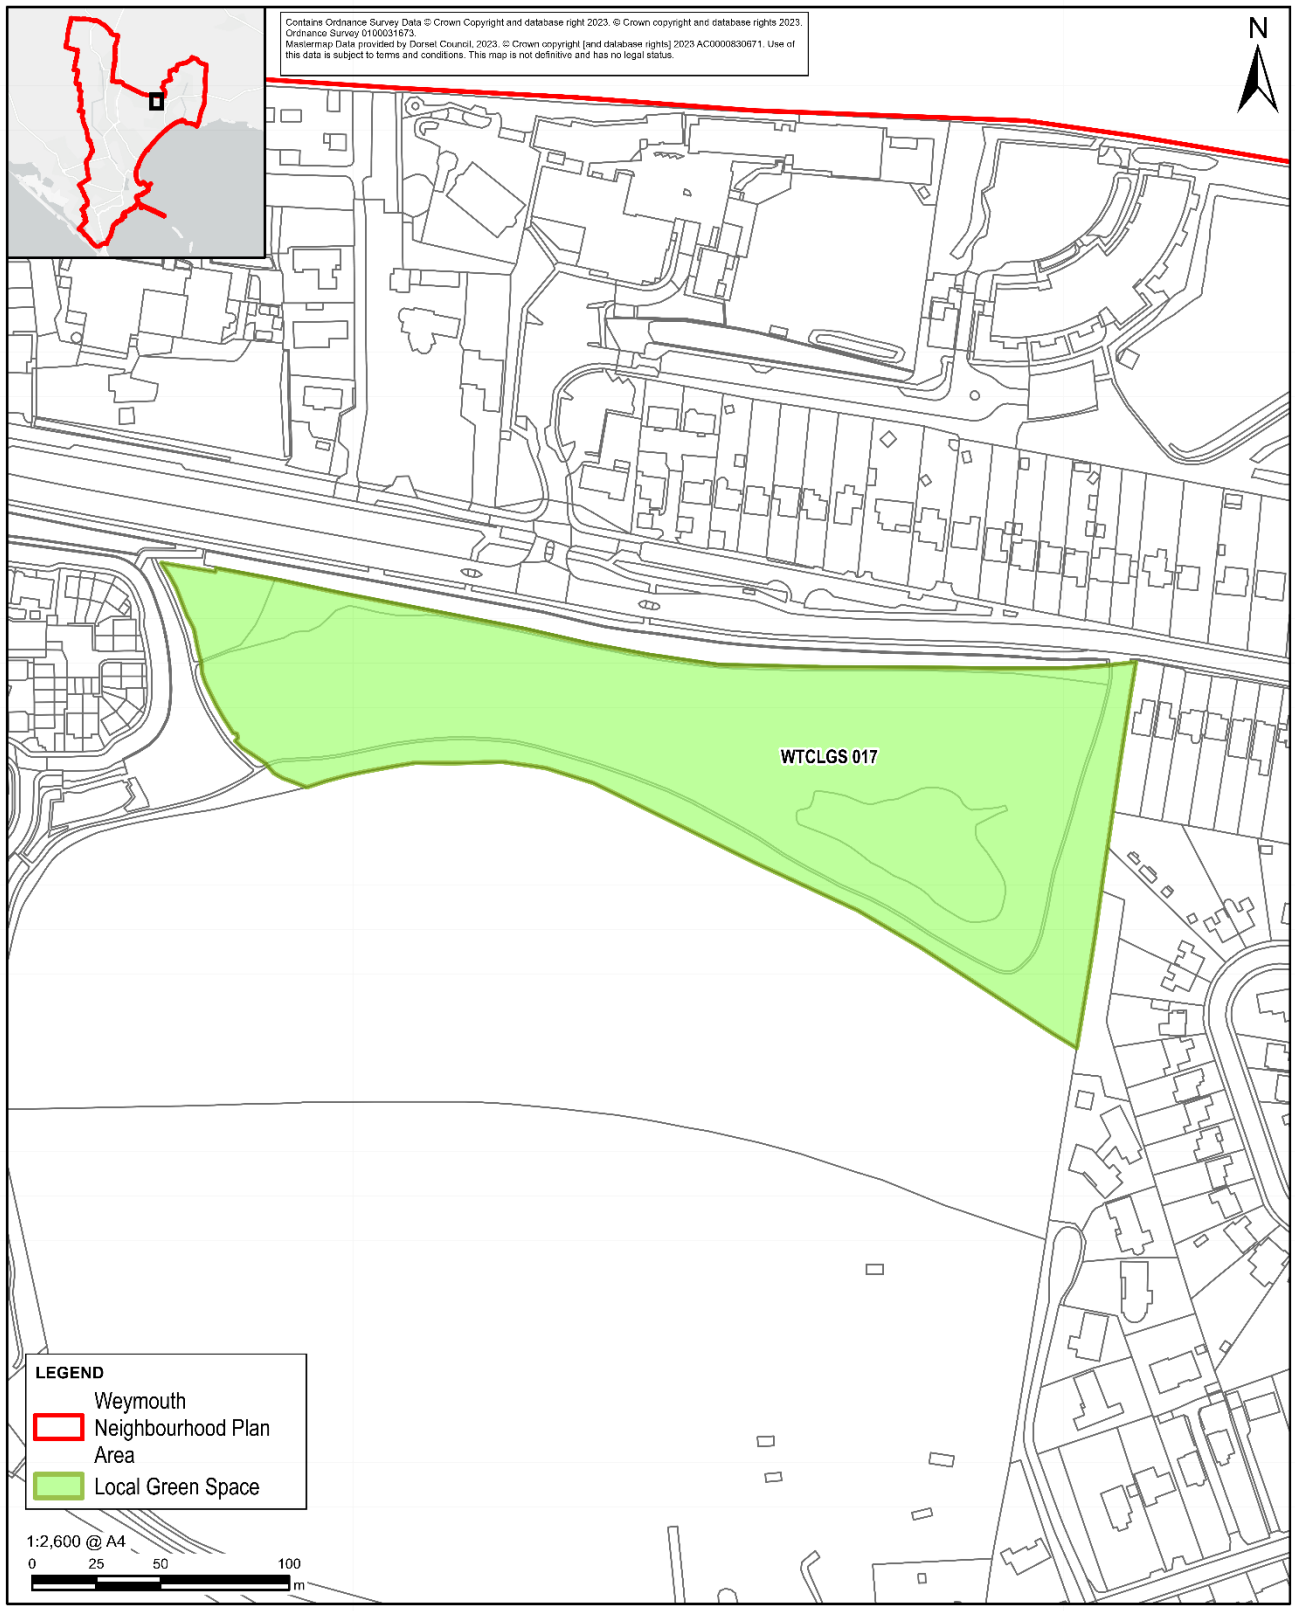 Contains Ordnance Survey Data © Crown Copyright and database right 2023. © Crown copyright and database rights 2023.
Ordnance Survey 0100031673.
Mastermap Data provided by Dorset Council, 2023. © Crown copyright [and database rights] 2023 AC0000830671. Use of
this data is subject to terms and conditions. This map is not definitive and has no legal status.
N
WTCLGS 017
LEGEND
Weymouth
Neighbourhood Plan
Area
Local Green Space
1:2,600 @ A4
0 25 50 100
m